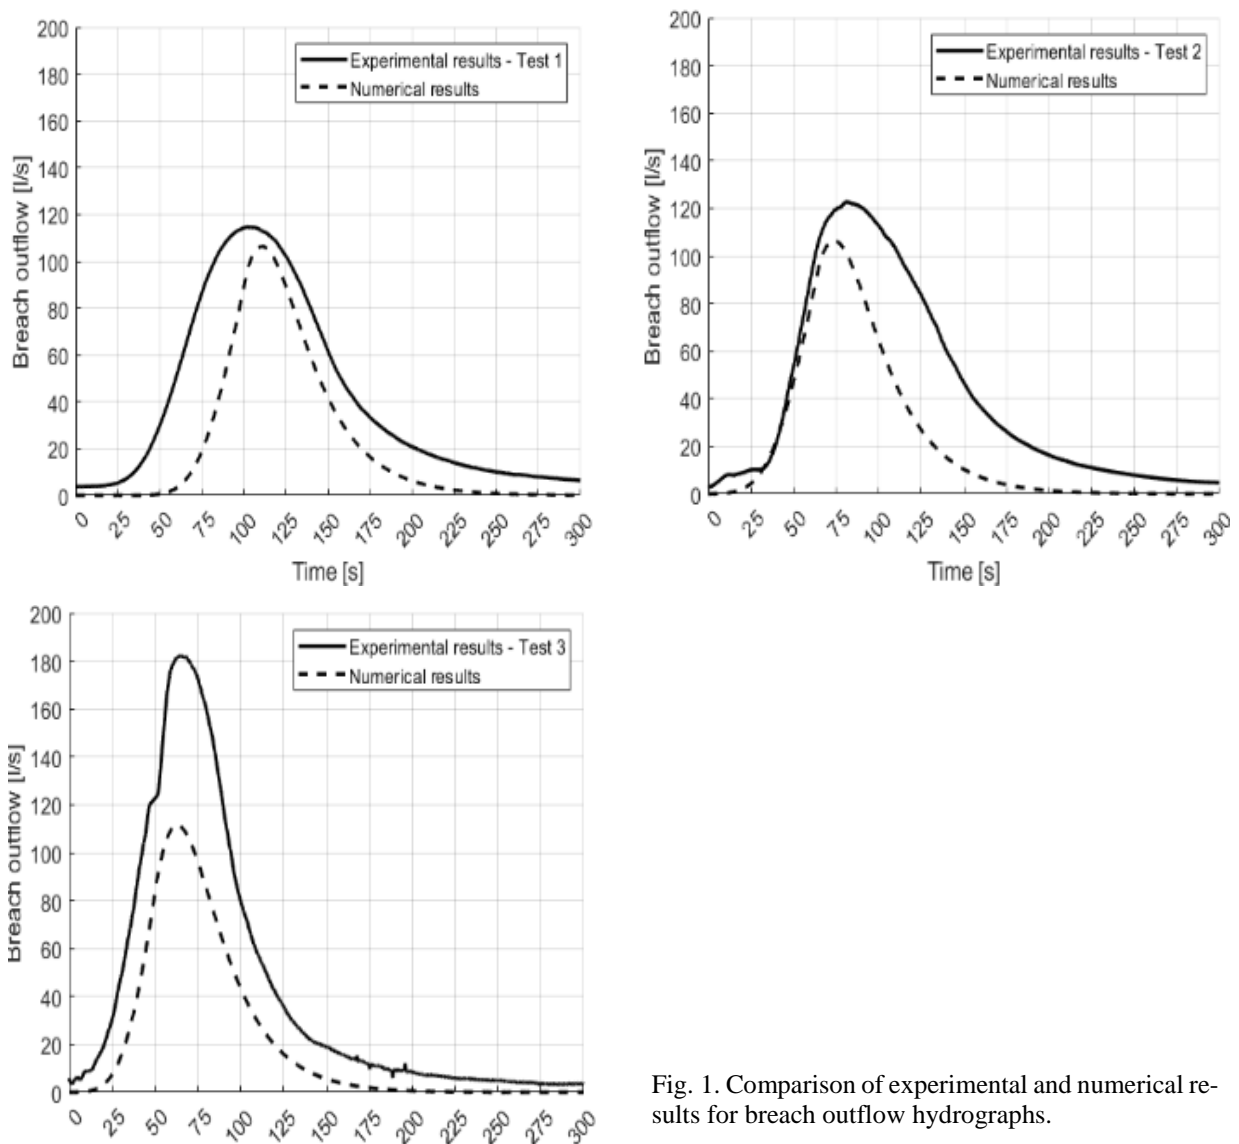 200
180
160
140
120
100
80
60
40
20
0
Breach outflow [l/s]
Experimental results - Test 1
Numerical results
0 25 50 75 100 125 150 175 200 225 250 275 300
Time [s]
200
180
160
140
120
100
80
60
40
20
0
Breach outflow [l/s]
Experimental results - Test 2
Numerical results
0 25 50 75 100 125 150 175 200 225 250 275 300
Time [s]
200
180
160
140
120
100
80
60
40
20
0
Breach outflow [l/s]
Experimental results - Test 3
Numerical results
0 25 50 75 100 125 150 175 200 225 250 275 300
Fig. 1. Comparison of experimental and numerical re-
sults for breach outflow hydrographs.